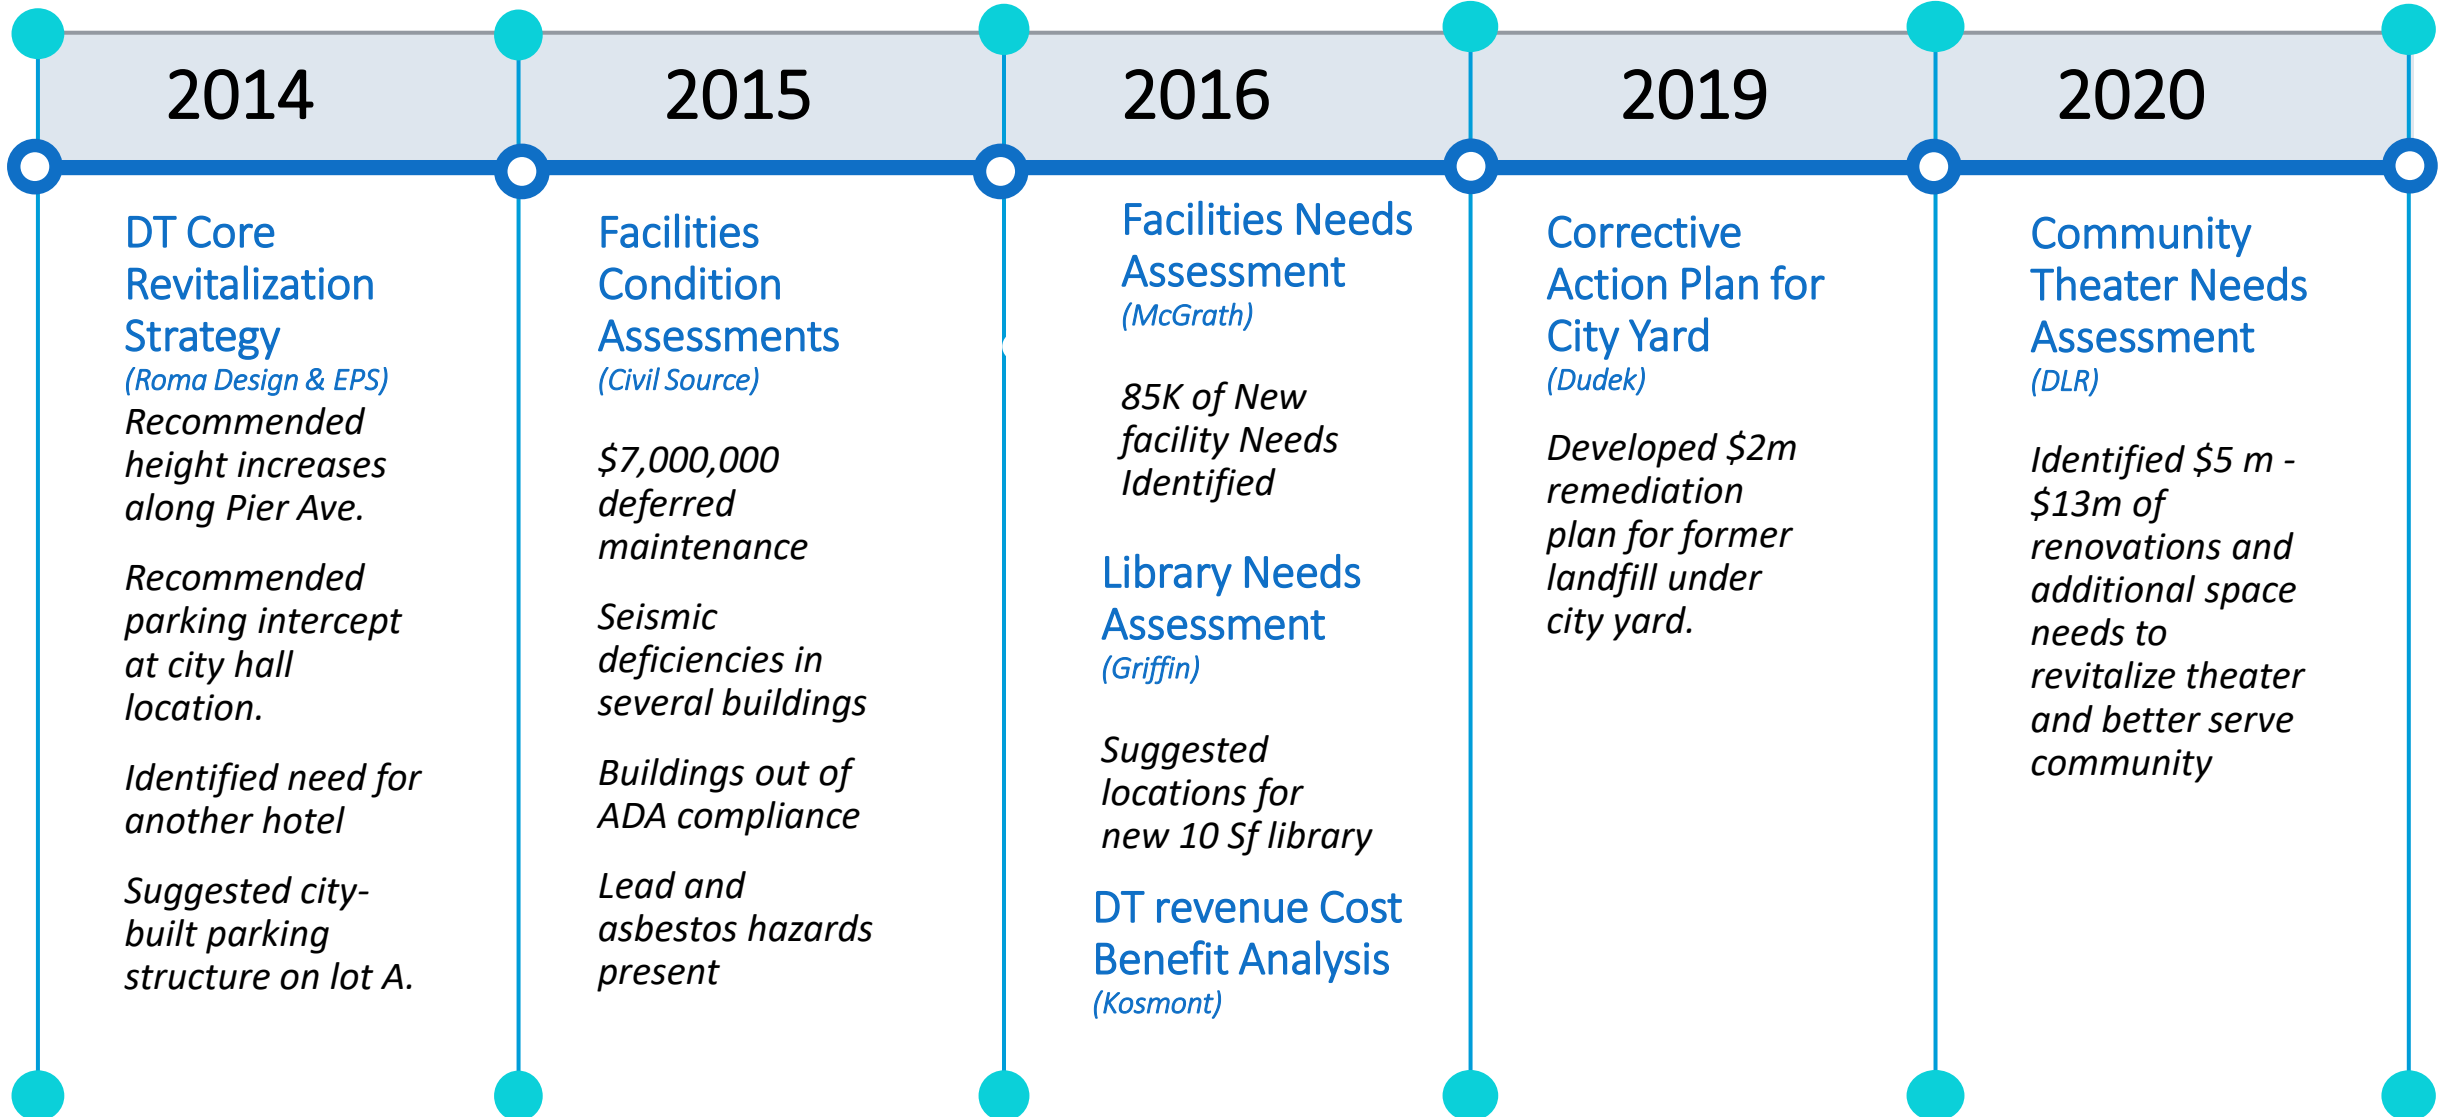 2014
2015
2016
2019
2020
DT Core
Revitalization
Strategy
(Roma Design & EPS)
Recommended
height increases
along Pier Ave.
Recommended
parking intercept
at city hall
location.
Identified need for
another hotel
Suggested city-
built parking
structure on lot A.
Facilities
Condition
Assessments
(Civil Source)
$7,000,000
deferred
maintenance
Seismic
deficiencies in
several buildings
Buildings out of
ADA compliance
Lead and
asbestos hazards
present
Facilities Needs
Assessment
(McGrath)
85K of New
facility Needs
Identified
Library Needs
Assessment
(Griffin)
Suggested
locations for
new 10 Sf library
DT revenue Cost
Benefit Analysis
(Kosmont)
Corrective
Action Plan for
City Yard
(Dudek)
Developed $2m
remediation
plan for former
landfill under
city yard.
Community
Theater Needs
Assessment
(DLR)
Identified $5 m -
$13m of
renovations and
additional space
needs to
revitalize theater
and better serve
community